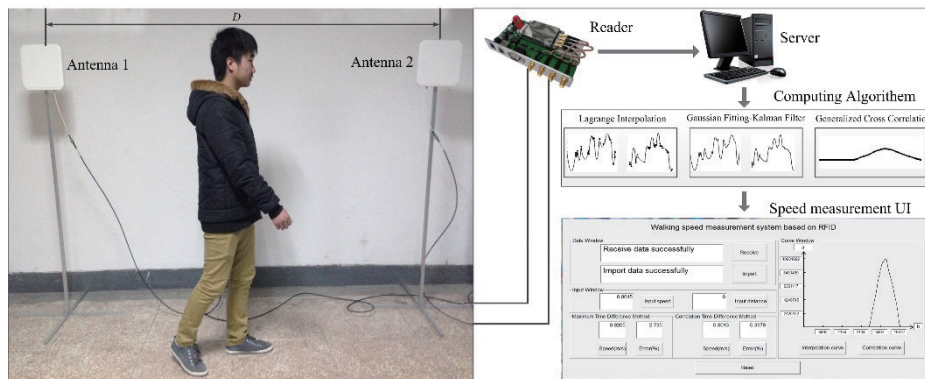 D
Antenna 1
Antenna 2
Reader
Server
Computing Algorithem
Lagrange Interpolation
Gaussian Fitting-Kalman Filter
Generalized Cross Correlation
Speed measurement UI
Walking speed measurement system based on RFID
Data Window
Receive data successfully
Receive
Import data successfully
Import
Input Window
Input speed
6
Input distance
Maximum Time Difference Method
Correlation Time Difference Method
Speed(m/s)
Error(%)
Speed(m/s)
Error(%)
Curve Window
Interpolation curve
Correlation curve